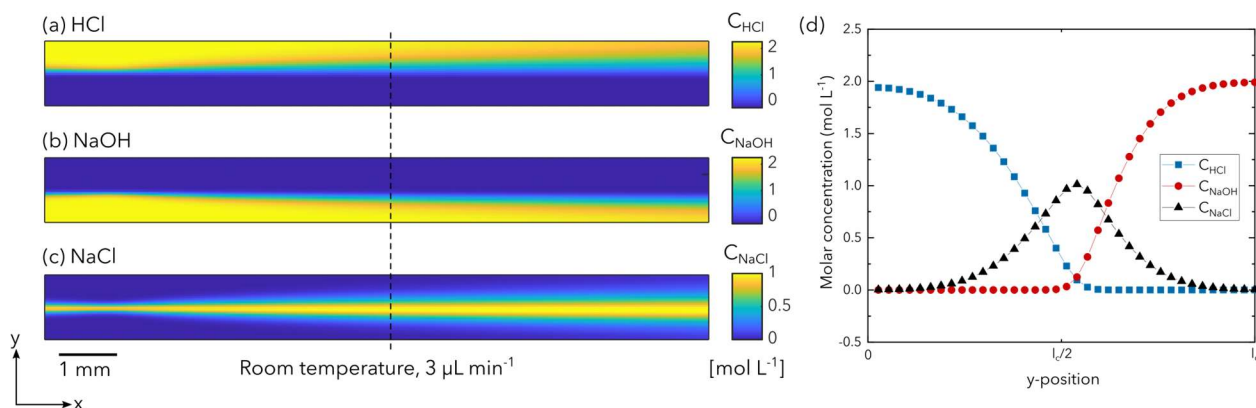 (a) HCl
C_HCl
2
1
0
(b) NaOH
C_NaOH
2
1
0
(c) NaCl
C_NaCl
1
0.5
0
y
x
1 mm
Room temperature, 3 µL min⁻¹
[mol L⁻¹]
(d)
Molar concentration (mol L⁻¹)
2.5
2.0
1.5
1.0
0.5
0.0
-0.5
C_HCl
C_NaOH
C_NaCl
0
l_c/2
y-position